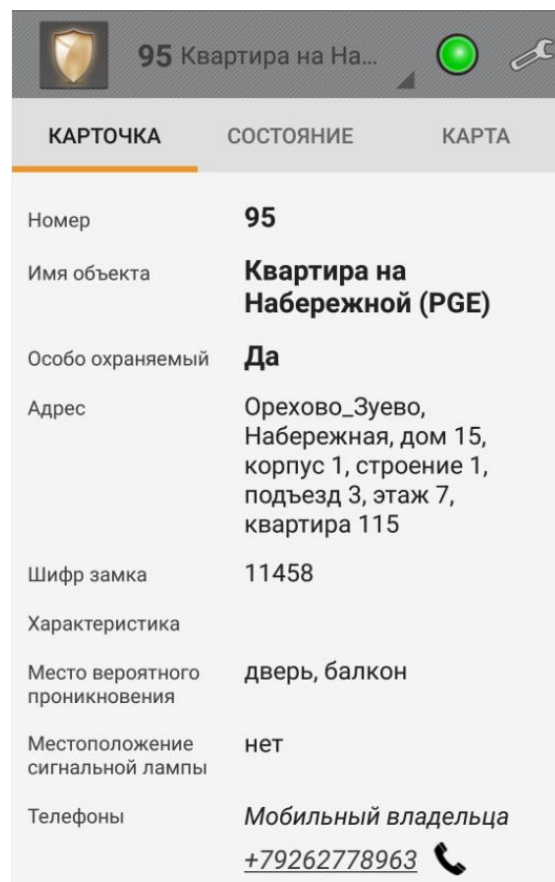 95 Квартира на На...
КАРТОЧКА СОСТОЯНИЕ КАРТА
Номер 95
Имя объекта Квартира на
Набережной (PGE)
Особо охраняемый Да
Адрес Орехово_Зуево,
Набережная, дом 15,
корпус 1, строение 1,
подъезд 3, этаж 7,
квартира 115
Шифр замка 11458
Характеристика
Место вероятного дверь, балкон
проникновения
Местоположение нет
сигнальной лампы
Телефоны Мобильный владельца
+79262778963